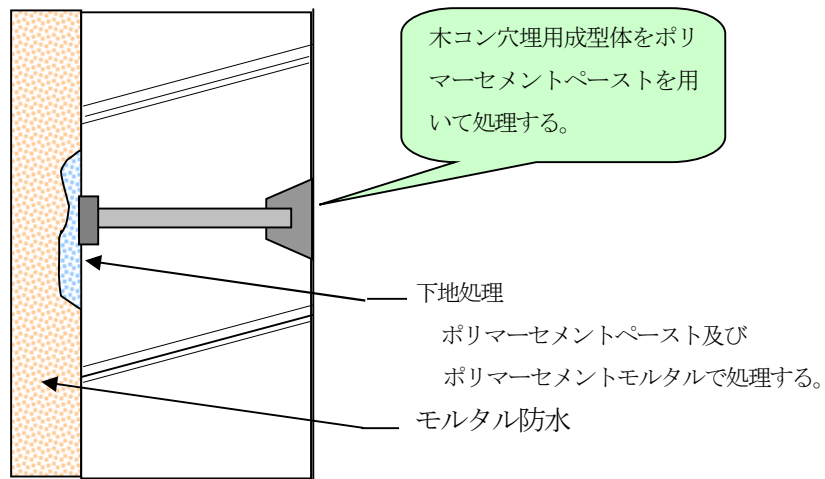 木コン穴埋用成型体をポリ
マーセメントペーストを用
いて処理する。
下地処理
ポリマーセメントペースト及び
ポリマーセメントモルタルで処理する。
モルタル防水